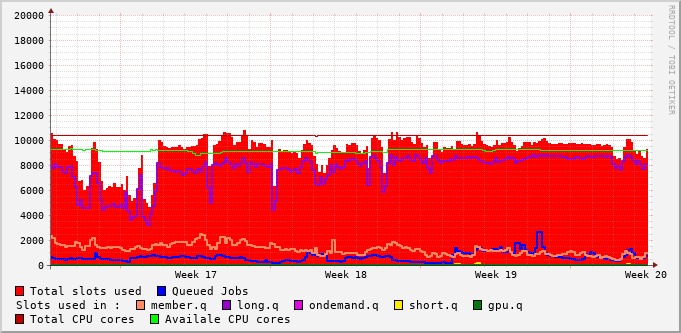 20000
18000
16000
14000
12000
10000
8000
6000
4000
2000
0
Week 17 Week 18 Week 19 Week 20
Total slots used Queued Jobs
Slots used in : member.q long.q ondemand.q short.q gpu.q
Total CPU cores Availale CPU cores
RRDTOOL / TOBI OETIKER